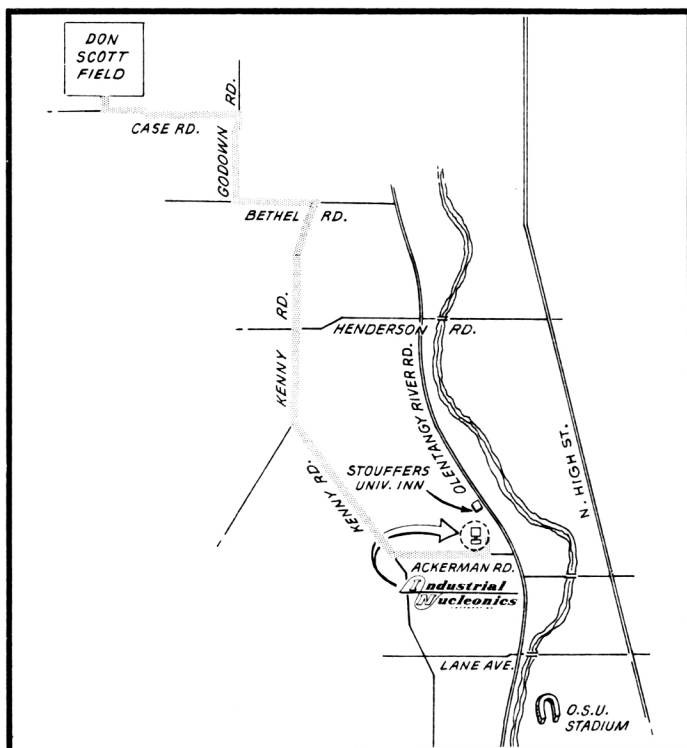 DON
SCOTT
FIELD
CASE RD.
GODOWN RD.
BETHEL RD.
HENDERSON RD.
KENNY RD.
OLENTANGY RIVER RD.
N. HIGH ST.
KENNY RD.
STOUFFERS
UNIV. INN
ACKERMAN RD.
Industrial
Nucleonics
LANE AVE.
O.S.U.
STADIUM